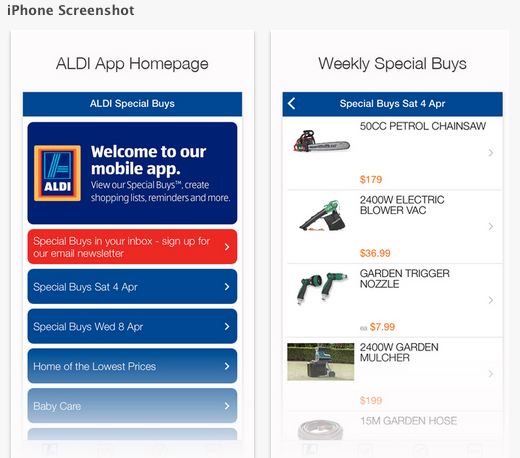 iPhone Screenshot
ALDI App Homepage
ALDI Special Buys
ALDI
Welcome to our
mobile app.
View our Special Buys™, create
shopping lists, reminders and more.
Special Buys in your inbox - sign up for
our email newsletter
Special Buys Sat 4 Apr
Special Buys Wed 8 Apr
Home of the Lowest Prices
Baby Care
Weekly Special Buys
Special Buys Sat 4 Apr
50CC PETROL CHAINSAW
$179
2400W ELECTRIC
BLOWER VAC
$36.99
GARDEN TRIGGER
NOZZLE
ea $7.99
2400W GARDEN
MULCHER
$199
15M GARDEN HOSE